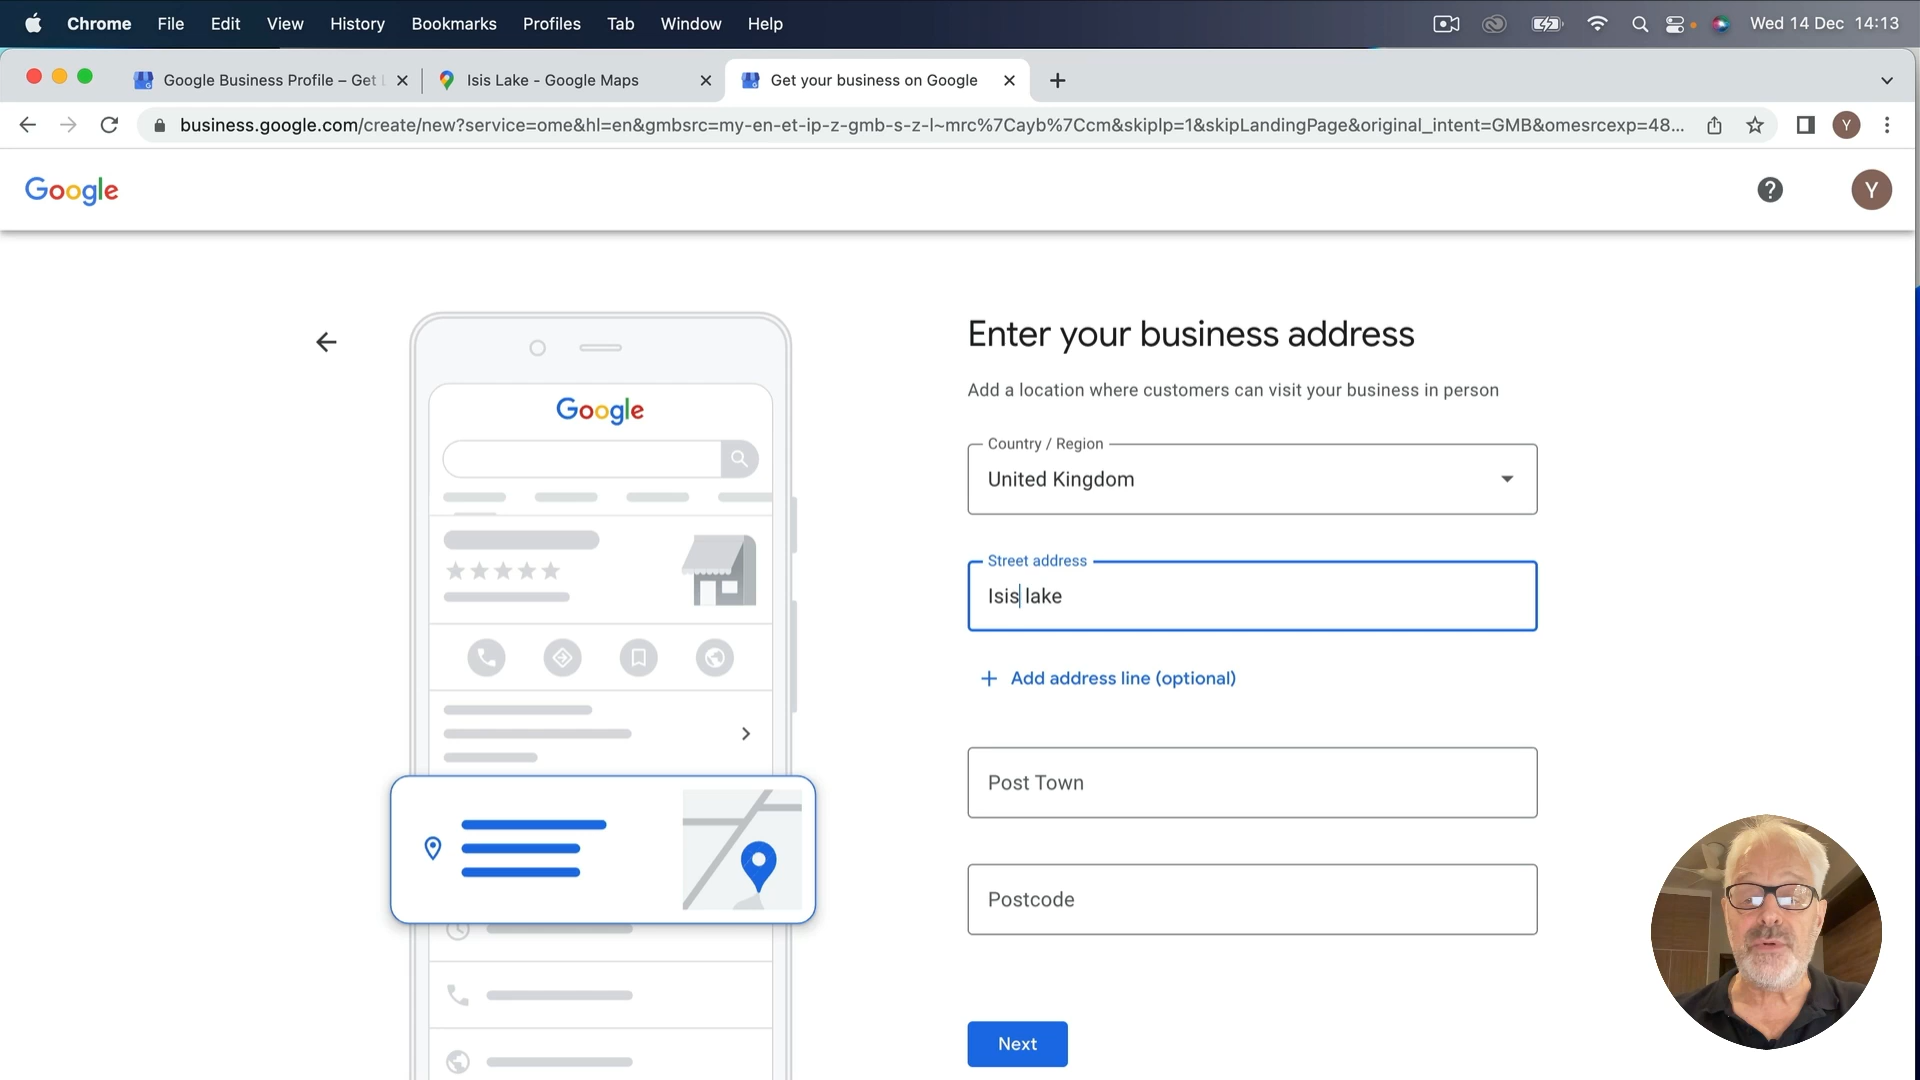 Chrome File Edit View History Bookmarks Profiles Tab Window Help Wed 14 Dec 14:13
Google Business Profile – Get Isis Lake - Google Maps Get your business on Google
business.google.com/create/new?service=ome&hl=en&gmbsrc=my-en-et-ip-z-gmb-s-z-l~mrc%7Cayb%7Ccm&skiplp=1&skipLandingPage&original_intent=GMB&omesrcexp=48... Y
Google ? Y
Google
Enter your business address
Add a location where customers can visit your business in person
Country / Region
United Kingdom
Street address
Isis lake
+ Add address line (optional)
Post Town
Postcode
Next